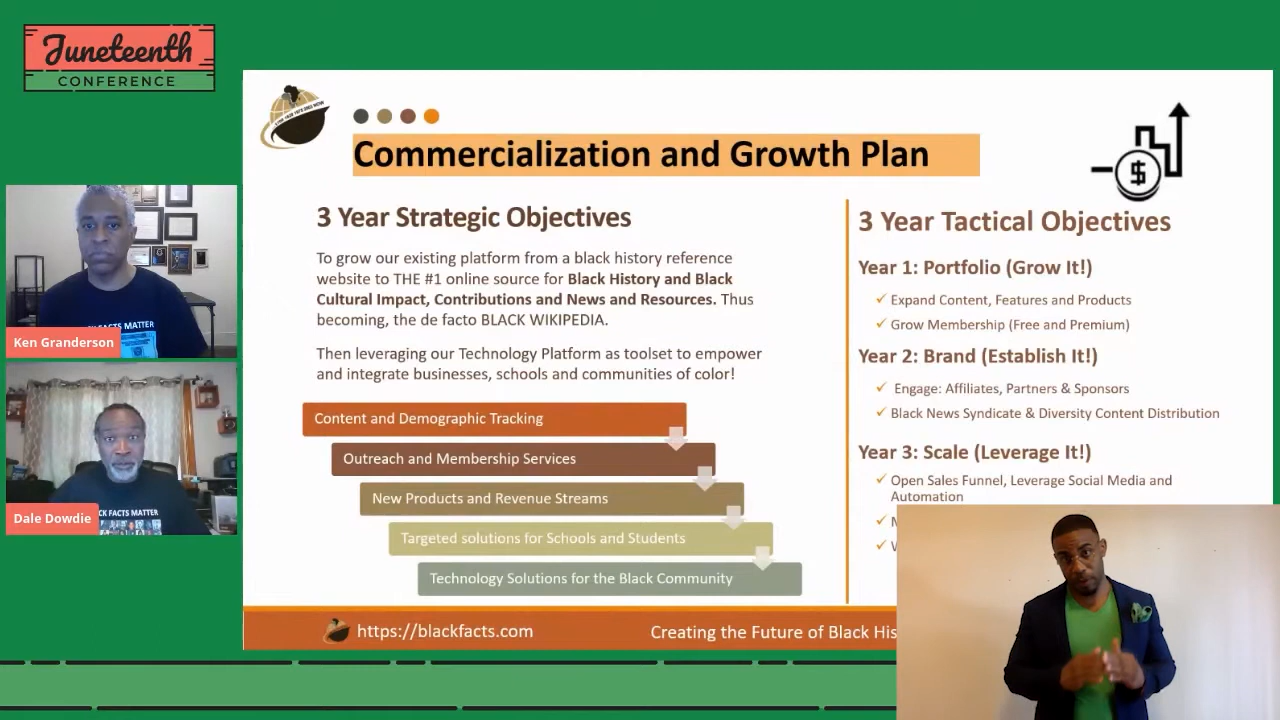 Juneteenth
CONFERENCE
Commercialization and Growth Plan
3 Year Strategic Objectives
To grow our existing platform from a black history reference
website to THE #1 online source for Black History and Black
Cultural Impact, Contributions and News and Resources. Thus
becoming, the de facto BLACK WIKIPEDIA.
Then leveraging our Technology Platform as toolset to empower
and integrate businesses, schools and communities of color!
Content and Demographic Tracking
Outreach and Membership Services
New Products and Revenue Streams
Targeted solutions for Schools and Students
Technology Solutions for the Black Community
$
3 Year Tactical Objectives
Year 1: Portfolio (Grow It!)
✓ Expand Content, Features and Products
✓ Grow Membership (Free and Premium)
Year 2: Brand (Establish It!)
✓ Engage: Affiliates, Partners & Sponsors
✓ Black News Syndicate & Diversity Content Distribution
Year 3: Scale (Leverage It!)
✓ Open Sales Funnel, Leverage Social Media and
Automation
https://blackfacts.com
Creating the Future of Black His
K FACTS MATTER
Ken Granderson
CK FACTS MATTER
Dale Dowdie